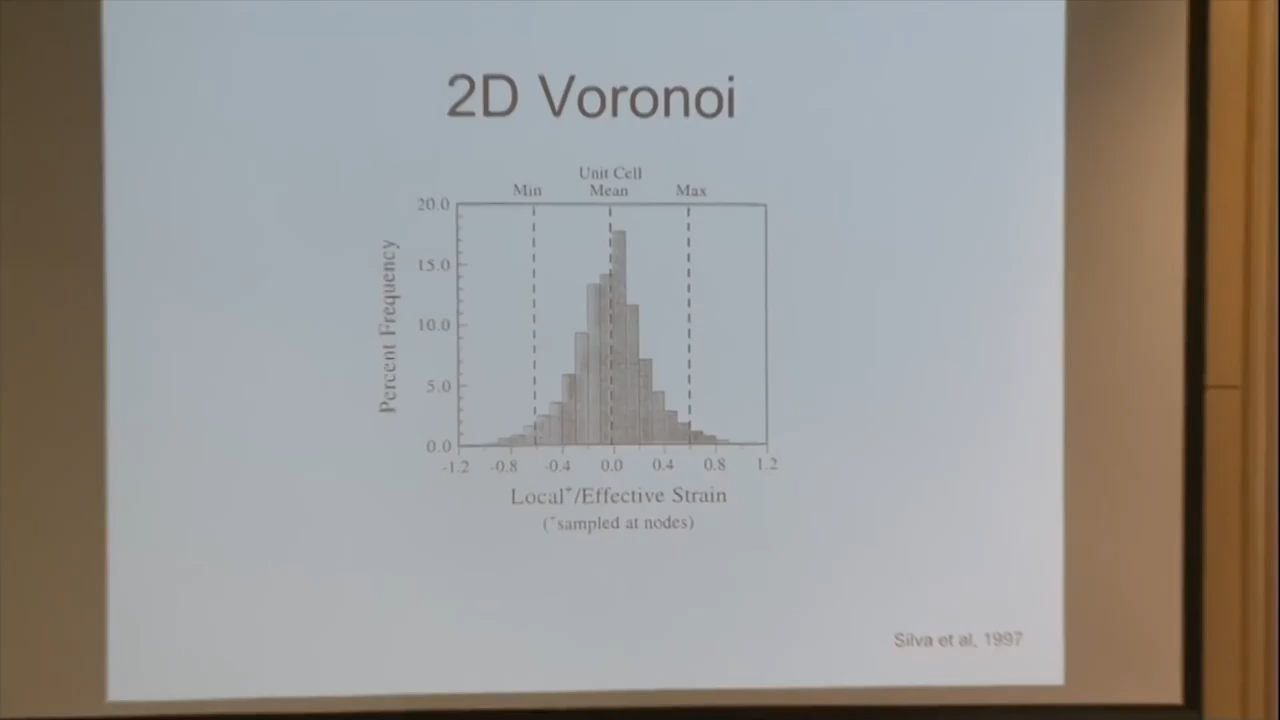 2D Voronoi
Unit Cell
Min Mean Max
20.0
15.0
10.0
5.0
0.0
Percent Frequency
-1.2 -0.8 -0.4 0.0 0.4 0.8 1.2
Local*/Effective Strain
(*sampled at nodes)
Silva et al, 1997